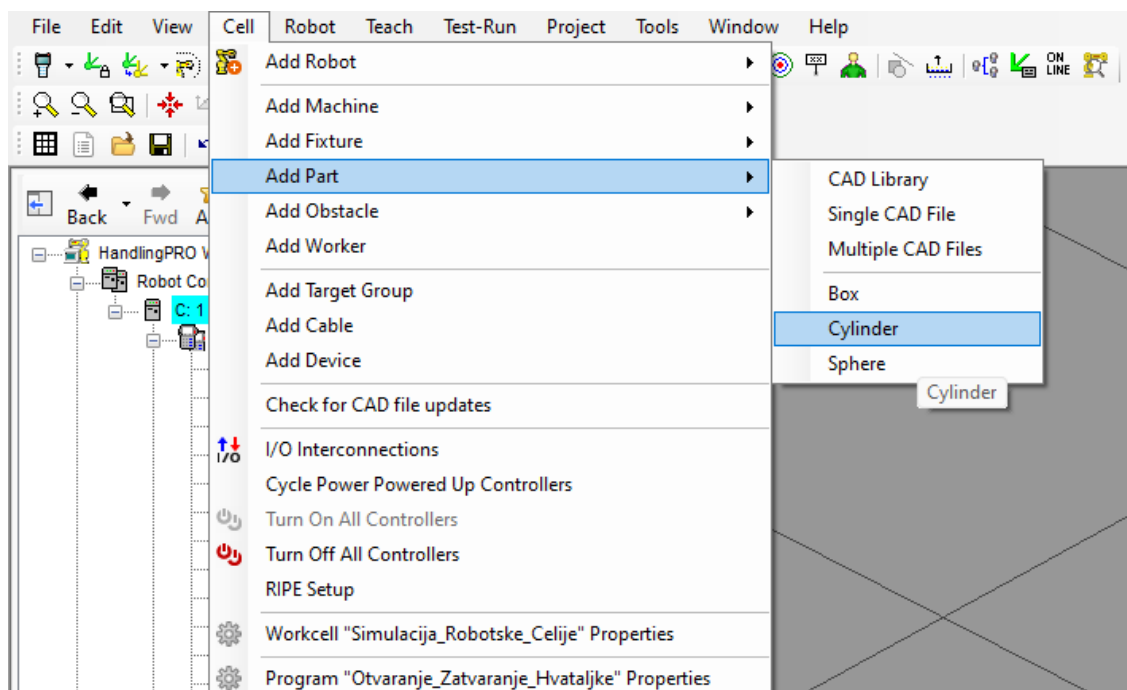 File Edit View Cell Robot Teach Test-Run Project Tools Window Help
Add Robot
ON
LINE
Add Machine
Add Fixture
Add Part
Add Obstacle
Add Worker
Add Target Group
Add Cable
Add Device
Check for CAD file updates
I/O
I/O Interconnections
Cycle Power Powered Up Controllers
Turn On All Controllers
Turn Off All Controllers
RIPE Setup
Workcell "Simulacija_Robotske_Celije" Properties
Program "Otvaranje_Zatvaranje_Hvataljke" Properties
CAD Library
Single CAD File
Multiple CAD Files
Box
Cylinder
Sphere
Cylinder
Back Fwd A
HandlingPRO
Robot Co
C: 1